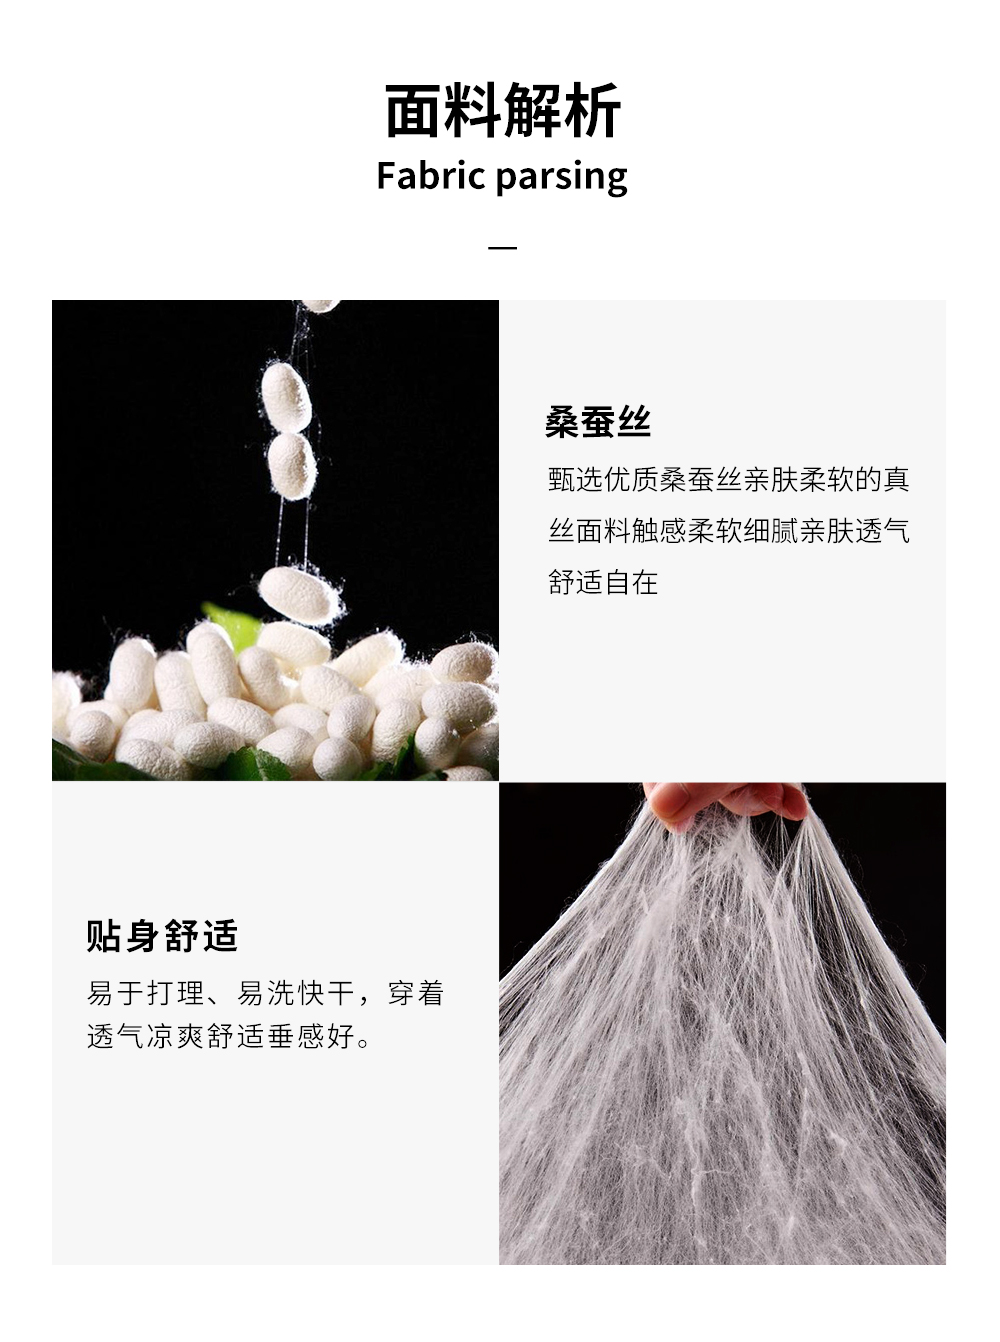 面料解析
Fabric parsing
桑蚕丝
甄选优质桑蚕丝亲肤柔软的真
丝面料触感柔软细腻亲肤透气
舒适自在
贴身舒适
易于打理、易洗快干，穿着
透气凉爽舒适垂感好。